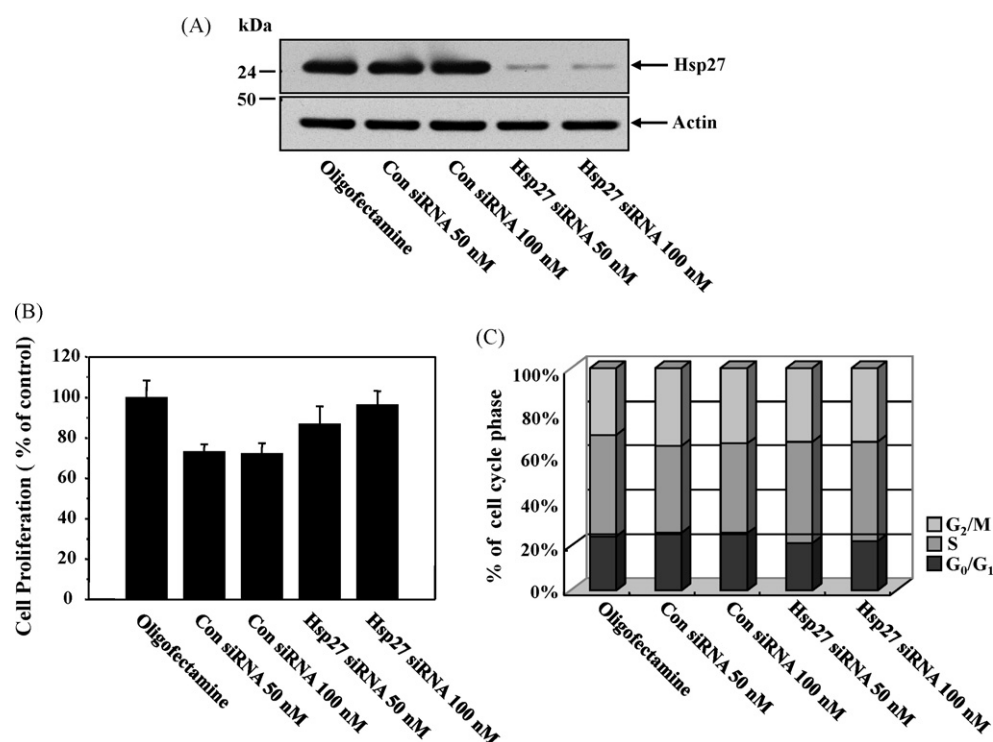 (A)
kDa
24
50
Hsp27
Actin
Oligofectamine
Con siRNA 50 nM
Con siRNA 100 nM
Hsp27 siRNA 50 nM
Hsp27 siRNA 100 nM
(B)
Cell Proliferation ( % of control)
120
100
80
60
40
20
0
Oligofectamine
Con siRNA 50 nM
Con siRNA 100 nM
Hsp27 siRNA 50 nM
Hsp27 siRNA 100 nM
(C)
% of cell cycle phase
100%
80%
60%
40%
20%
0%
G₂/M
S
G₀/G₁
Oligofectamine
Con siRNA 50 nM
Con siRNA 100 nM
Hsp27 siRNA 50 nM
Hsp27 siRNA 100 nM